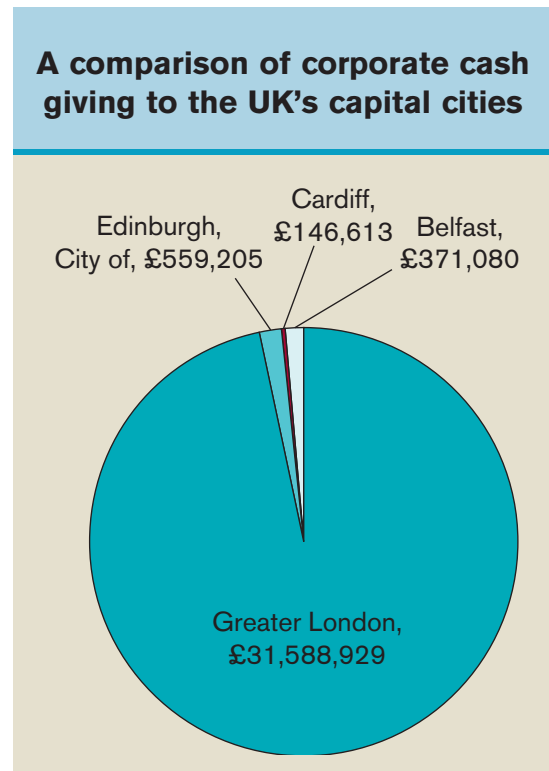 A comparison of corporate cash
giving to the UK's capital cities
Edinburgh,
City of, £559,205
Cardiff,
£146,613
Belfast,
£371,080
Greater London,
£31,588,929